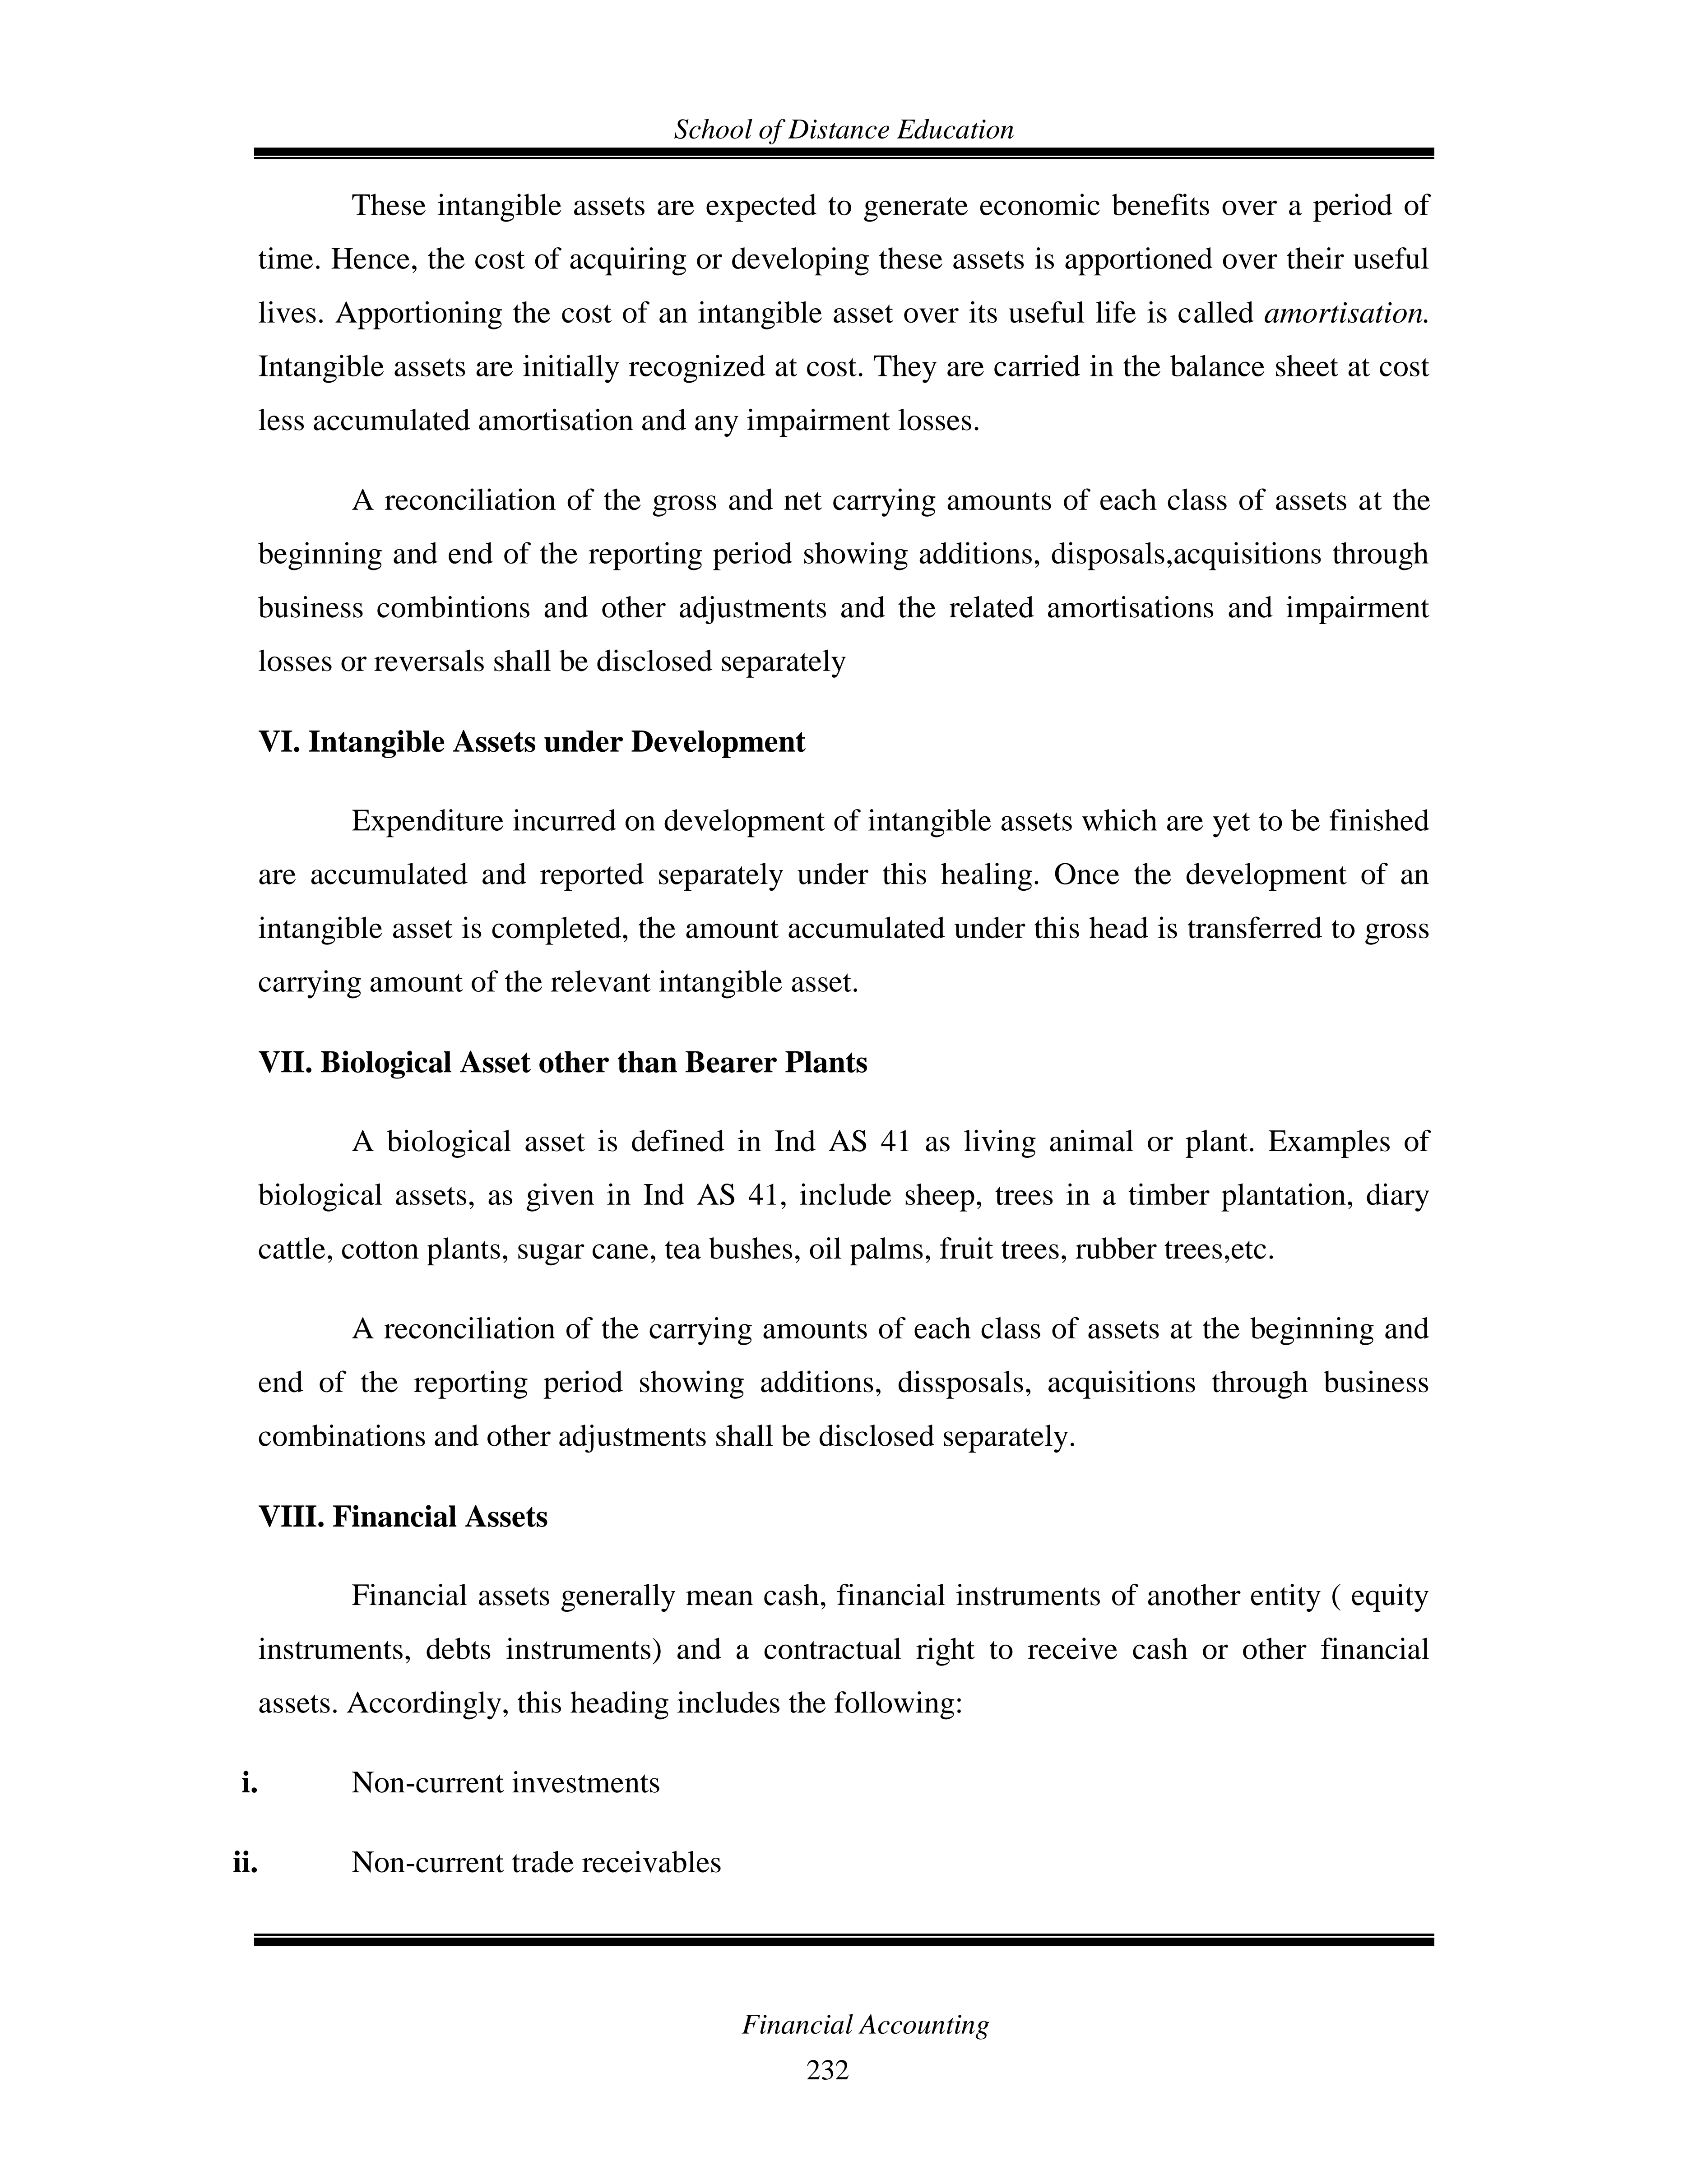 School of Distance Education
These intangible assets are expected to generate economic benefits over a period of
time. Hence, the cost of acquiring or developing these assets is apportioned over their useful
lives. Apportioning the cost of an intangible asset over its useful life is called amortisation.
Intangible assets are initially recognized at cost. They are carried in the balance sheet at cost
less accumulated amortisation and any impairment losses.
A reconciliation of the gross and net carrying amounts of each class of assets at the
beginning and end of the reporting period showing additions, disposals,acquisitions through
business combintions and other adjustments and the related amortisations and impairment
losses or reversals shall be disclosed separately
VI. Intangible Assets under Development
Expenditure incurred on development of intangible assets which are yet to be finished
are accumulated and reported separately under this healing. Once the development of an
intangible asset is completed, the amount accumulated under this head is transferred to gross
carrying amount of the relevant intangible asset.
VII. Biological Asset other than Bearer Plants
A biological asset is defined in Ind AS 41 as living animal or plant. Examples of
biological assets, as given in Ind AS 41, include sheep, trees in a timber plantation, diary
cattle, cotton plants, sugar cane, tea bushes, oil palms, fruit trees, rubber trees,etc.
A reconciliation of the carrying amounts of each class of assets at the beginning and
end of the reporting period showing additions, dissposals, acquisitions through business
combinations and other adjustments shall be disclosed separately.
VIII. Financial Assets
Financial assets generally mean cash, financial instruments of another entity ( equity
instruments, debts instruments) and a contractual right to receive cash or other financial
assets. Accordingly, this heading includes the following:
i. Non-current investments
ii. Non-current trade receivables
Financial Accounting
232